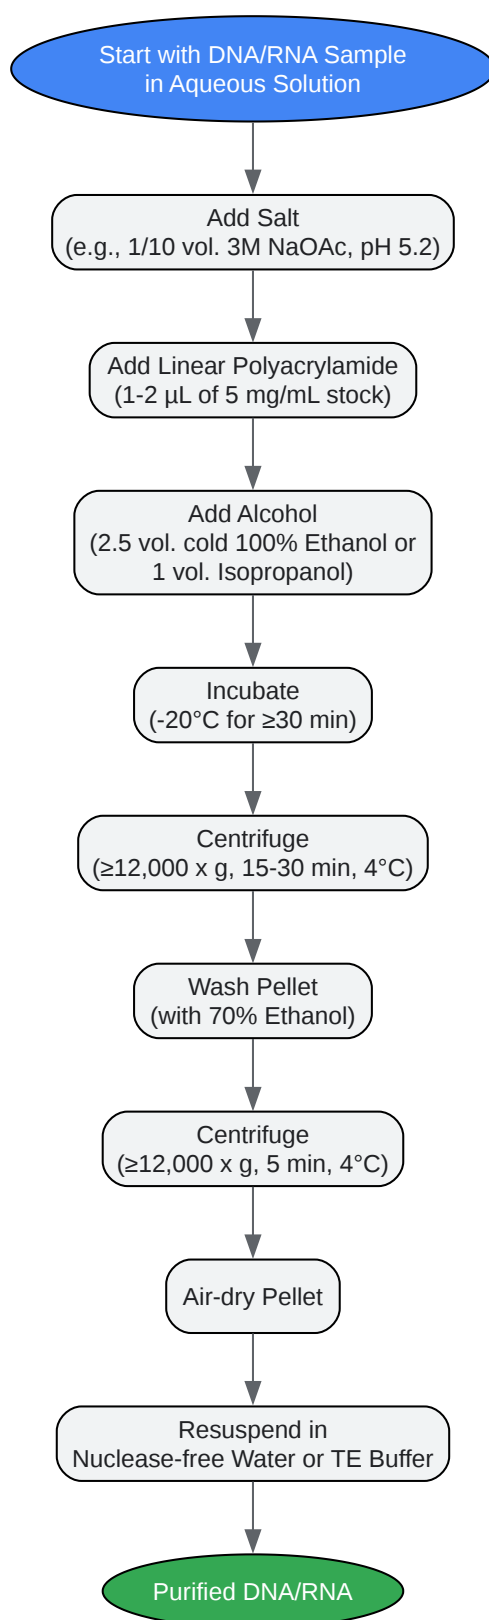 Start with DNA/RNA Sample
in Aqueous Solution
Add Salt
(e.g., 1/10 vol. 3M NaOAc, pH 5.2)
Add Linear Polyacrylamide
(1-2 µL of 5 mg/mL stock)
Add Alcohol
(2.5 vol. cold 100% Ethanol or
1 vol. Isopropanol)
Incubate
(-20°C for ≥30 min)
Centrifuge
(≥12,000 x g, 15-30 min, 4°C)
Wash Pellet
(with 70% Ethanol)
Centrifuge
(≥12,000 x g, 5 min, 4°C)
Air-dry Pellet
Resuspend in
Nuclease-free Water or TE Buffer
Purified DNA/RNA